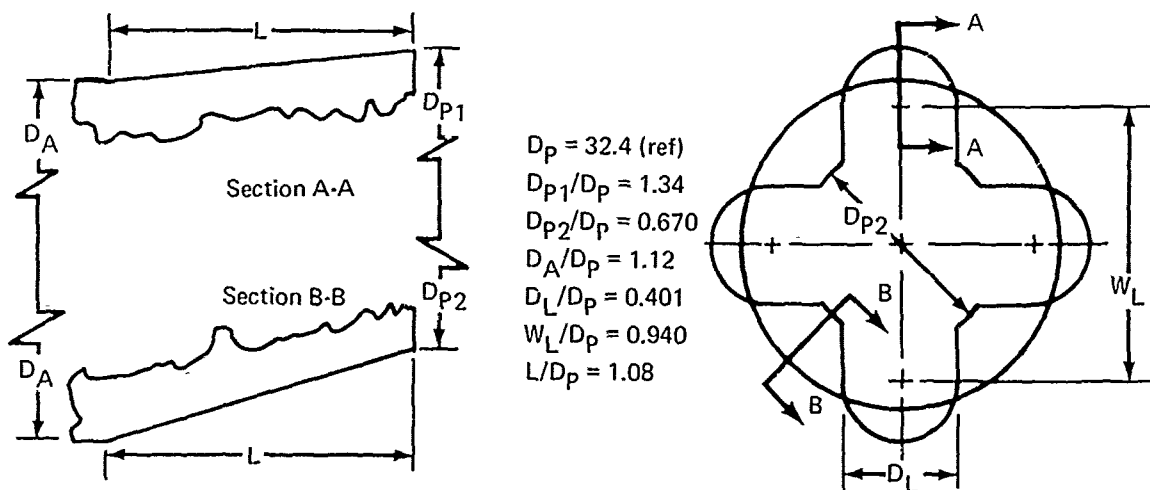 L
D_A
D_P1
Section A-A
Section B-B
D_P2
D_A
L
D_P = 32.4 (ref)
D_P1/D_P = 1.34
D_P2/D_P = 0.670
D_A/D_P = 1.12
D_L/D_P = 0.401
W_L/D_P = 0.940
L/D_P = 1.08
A
A
D_P2
W_L
B
B
D_L